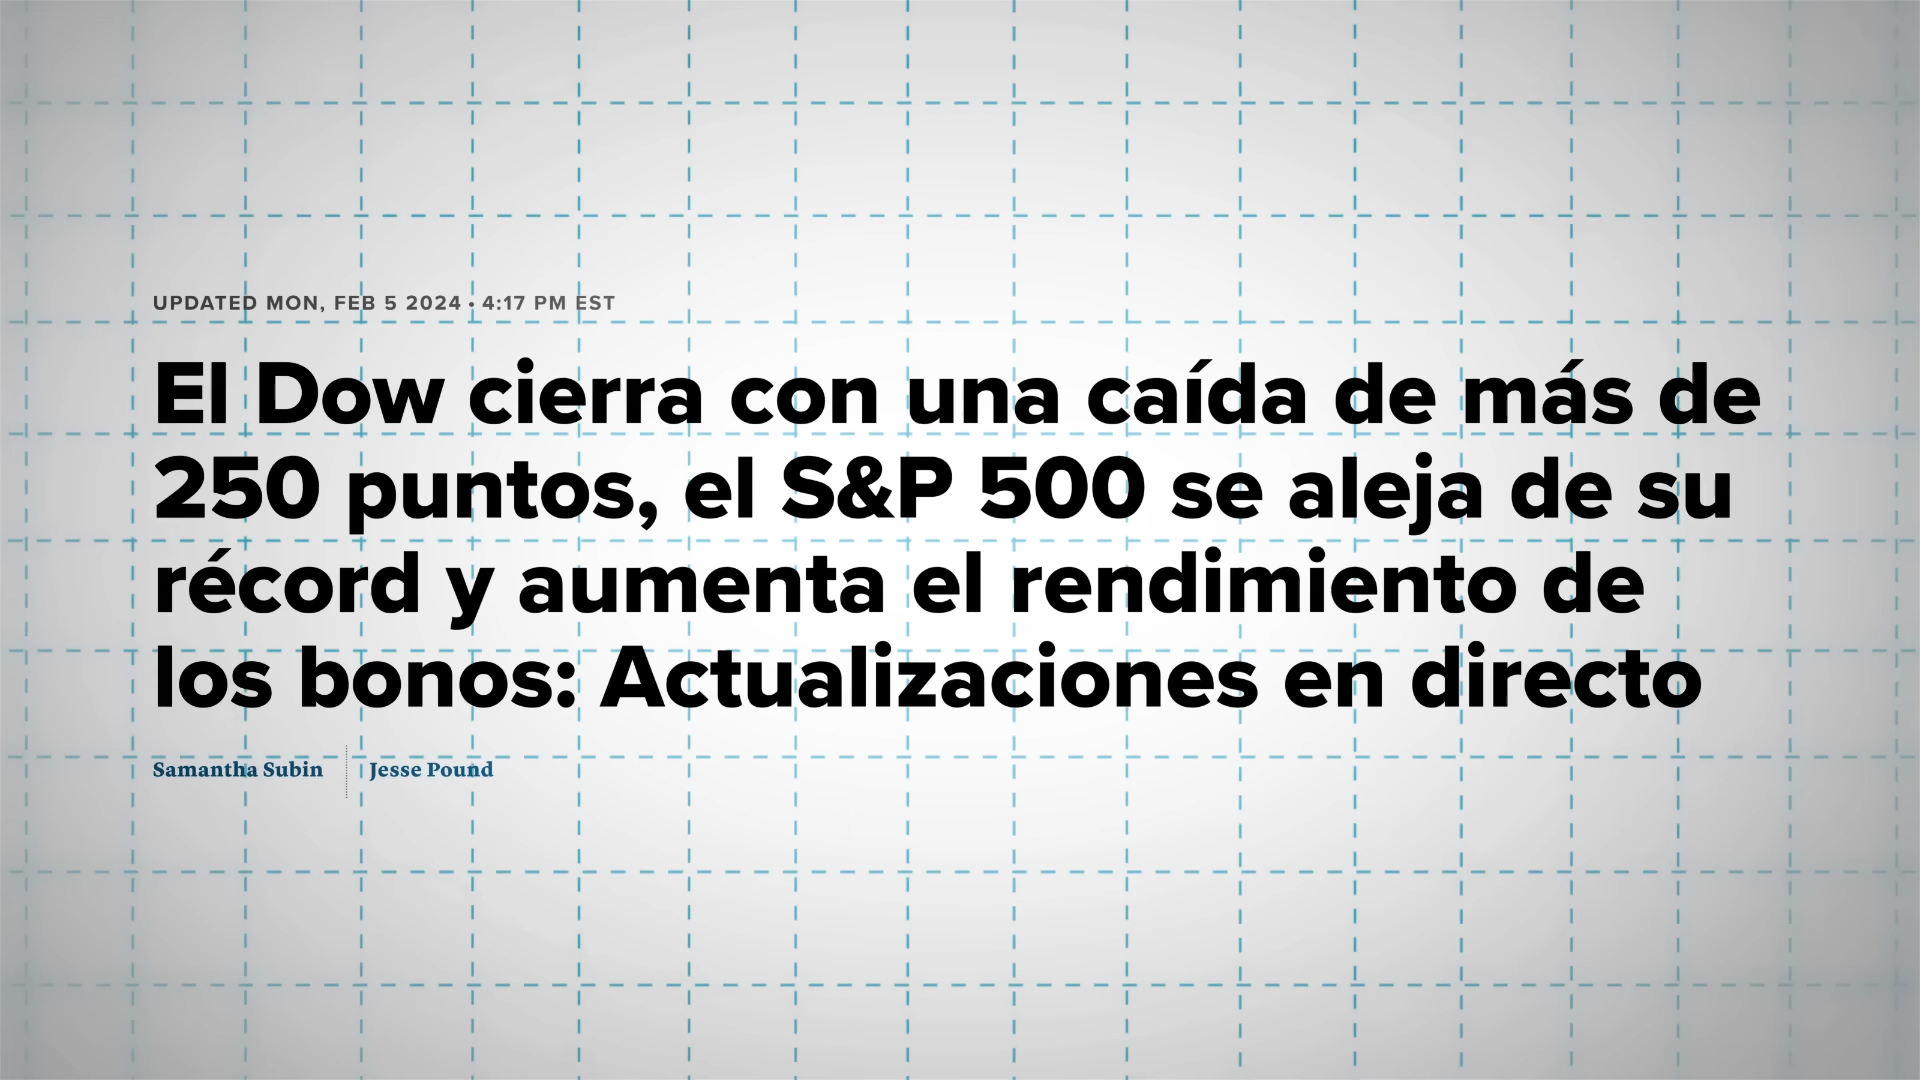 UPDATED MON, FEB 5 2024 • 4:17 PM EST
El Dow cierra con una caída de más de
250 puntos, el S&P 500 se aleja de su
récord y aumenta el rendimiento de
los bonos: Actualizaciones en directo
Samantha Subin | Jesse Pound